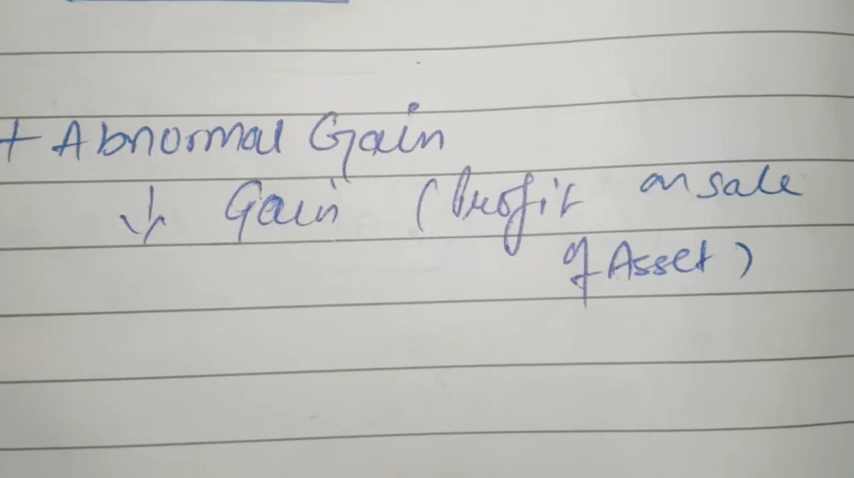 + Abnormal Gain
↓ Gain (Profit on sale
of Asset)